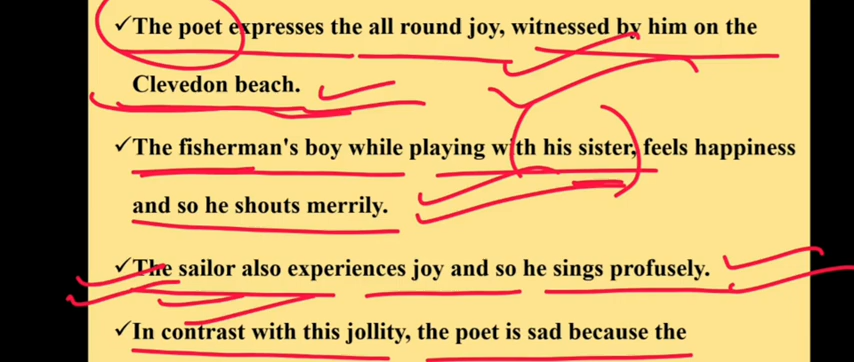 ✓The poet expresses the all round joy, witnessed by him on the
Clevedon beach.
✓The fisherman's boy while playing with his sister, feels happiness
and so he shouts merrily.
✓The sailor also experiences joy and so he sings profusely.
✓In contrast with this jollity, the poet is sad because the